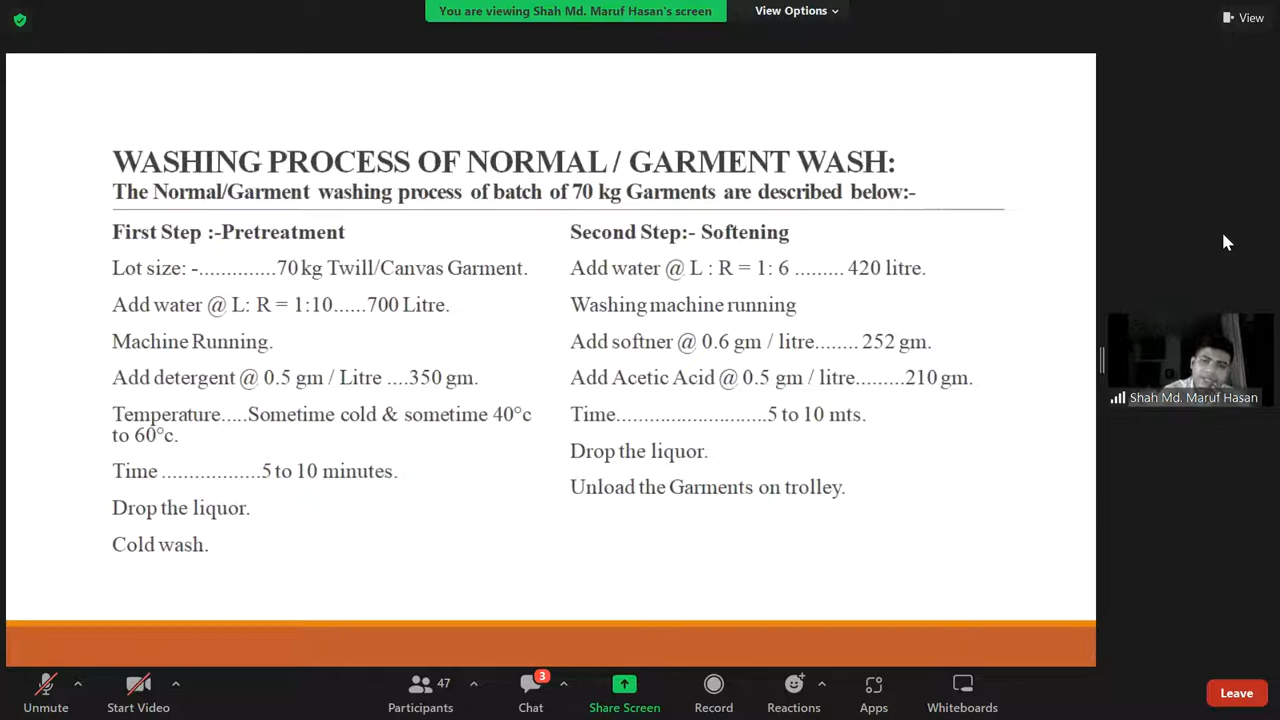 You are viewing Shah Md. Maruf Hasan's screen
View Options
View
WASHING PROCESS OF NORMAL / GARMENT WASH:
The Normal/Garment washing process of batch of 70 kg Garments are described below:-
First Step :-Pretreatment
Lot size: -..............70 kg Twill/Canvas Garment.
Add water @ L: R = 1:10......700 Litre.
Machine Running.
Add detergent @ 0.5 gm / Litre ....350 gm.
Temperature.....Sometime cold & sometime 40°c
to 60°c.
Time ..................5 to 10 minutes.
Drop the liquor.
Cold wash.
Second Step:- Softening
Add water @ L : R = 1: 6 ......... 420 litre.
Washing machine running
Add softner @ 0.6 gm / litre........ 252 gm.
Add Acetic Acid @ 0.5 gm / litre.........210 gm.
Time...........................5 to 10 mts.
Drop the liquor.
Unload the Garments on trolley.
Shah Md. Maruf Hasan
Unmute
Start Video
47
Participants
3
Chat
Share Screen
Record
Reactions
Apps
Whiteboards
Leave